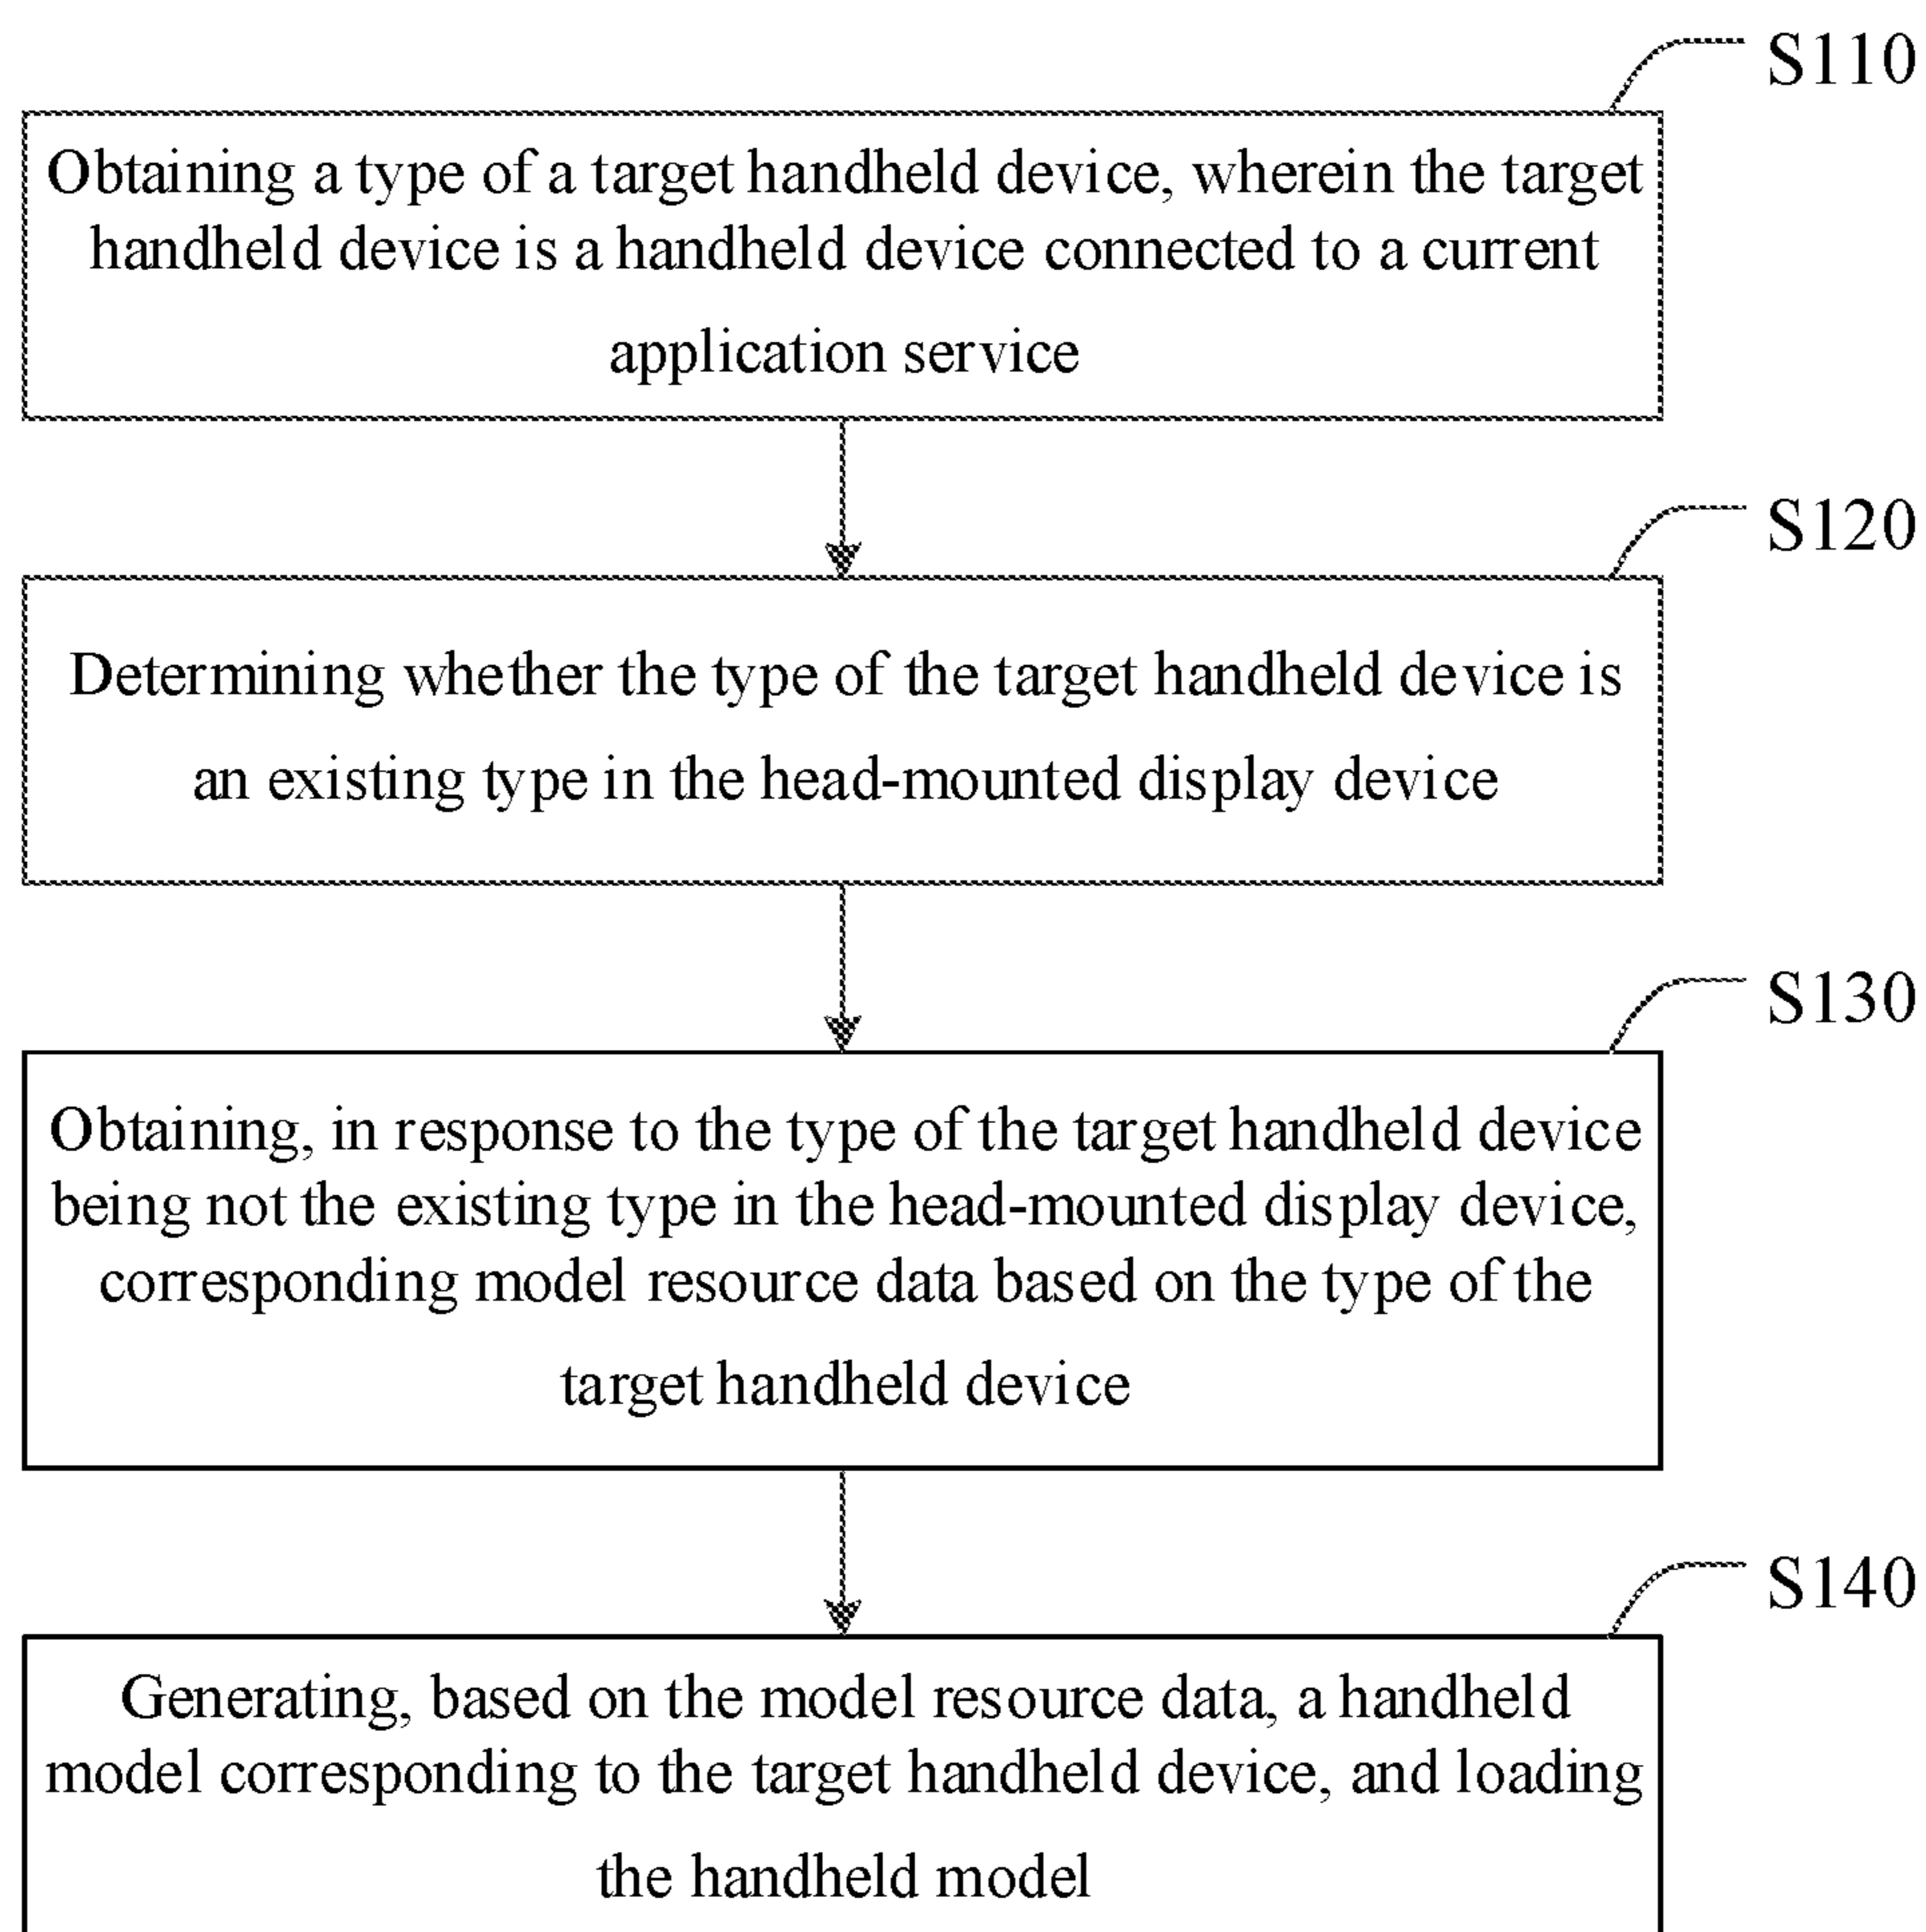 S110
Obtaining a type of a target handheld device, wherein the target
handheld device is a handheld device connected to a current
application service
S120
Determining whether the type of the target handheld device is
an existing type in the head-mounted display device
S130
Obtaining, in response to the type of the target handheld device
being not the existing type in the head-mounted display device,
corresponding model resource data based on the type of the
target handheld device
S140
Generating, based on the model resource data, a handheld
model corresponding to the target handheld device, and loading
the handheld model